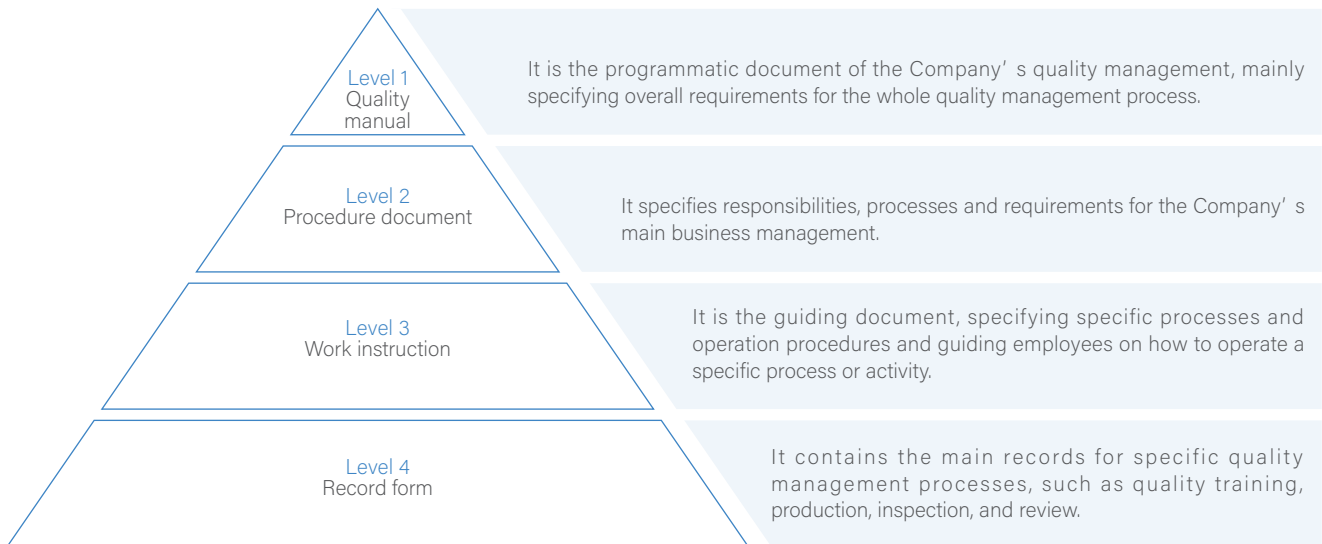 Level 1
Quality
manual
It is the programmatic document of the Company’ s quality management, mainly
specifying overall requirements for the whole quality management process.
Level 2
Procedure document
It specifies responsibilities, processes and requirements for the Company’ s
main business management.
Level 3
Work instruction
It is the guiding document, specifying specific processes and
operation procedures and guiding employees on how to operate a
specific process or activity.
Level 4
Record form
It contains the main records for specific quality
management processes, such as quality training,
production, inspection, and review.